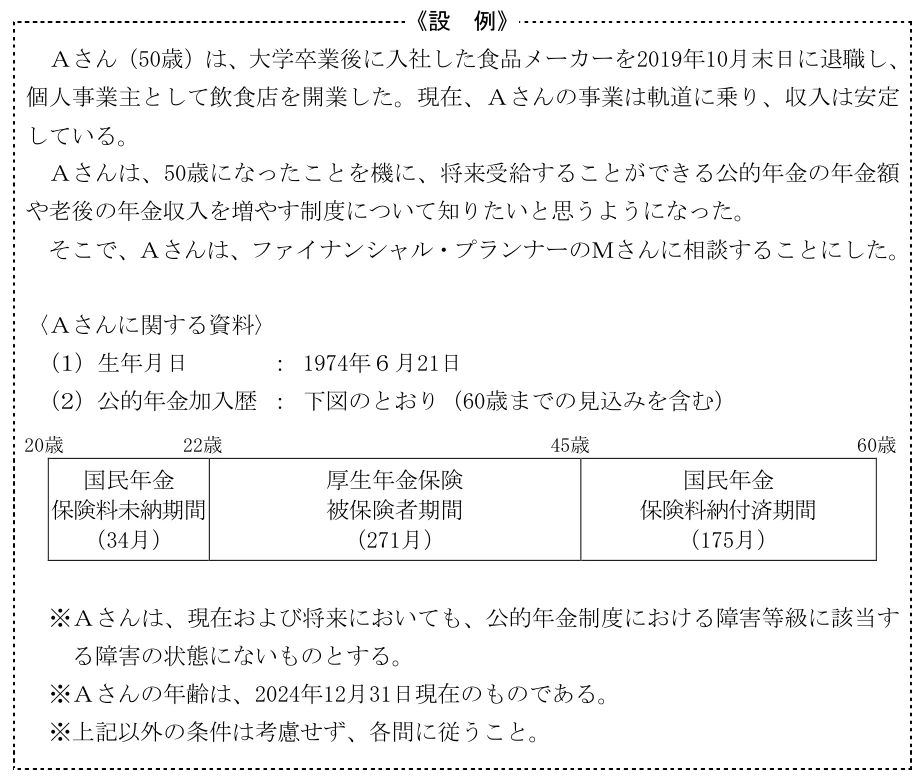 《設 例》
Aさん(50歳)は、大学卒業後に入社した食品メーカーを2019年10月末日に退職し、
個人事業主として飲食店を開業した。現在、Aさんの事業は軌道に乗り、収入は安定
している。
Aさんは、50歳になったことを機に、将来受給することができる公的年金の年金額
や老後の年金収入を増やす制度について知りたいと思うようになった。
そこで、Aさんは、ファイナンシャル・プランナーのMさんに相談することにした。
〈Aさんに関する資料〉
(1)生年月日 : 1974年6月21日
(2)公的年金加入歴 : 下図のとおり(60歳までの見込みを含む)
20歳 22歳 45歳 60歳
国民年金 厚生年金保険 国民年金
保険料未納期間 被保険者期間 保険料納付済期間
(34月) (271月) (175月)
※Aさんは、現在および将来においても、公的年金制度における障害等級に該当す
る障害の状態にないものとする。
※Aさんの年齢は、2024年12月31日現在のものである。
※上記以外の条件は考慮せず、各問に従うこと。